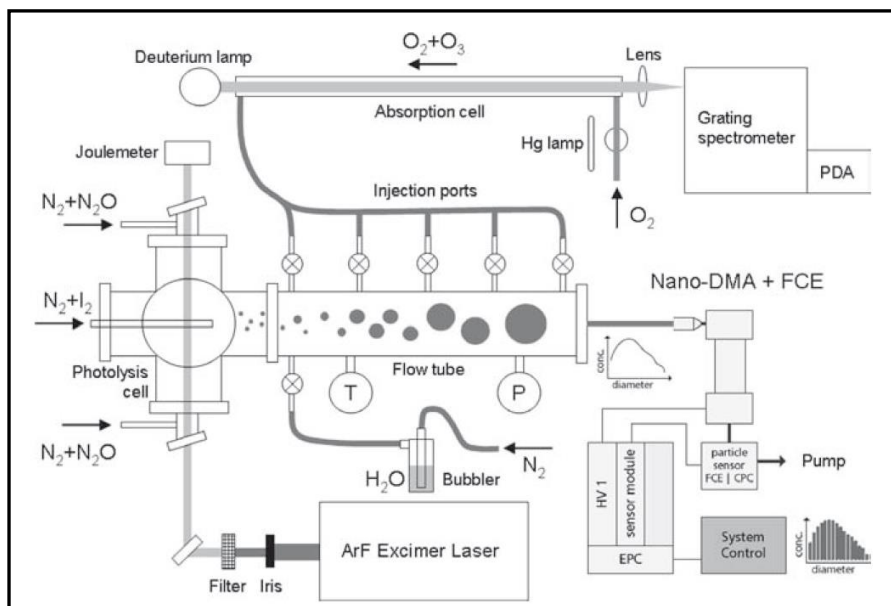 Deuterium lamp
O₂+O₃
Lens
Absorption cell
Grating
spectrometer
PDA
Hg lamp
O₂
Joulemeter
N₂+N₂O
Injection ports
N₂+I₂
Nano-DMA + FCE
Photolysis
cell
Flow tube
T
P
conc.
diameter
N₂+N₂O
N₂
H₂O
Bubbler
HV 1
sensor module
EPC
particle
sensor
FCE | CPC
Pump
System
Control
conc.
diameter
ArF Excimer Laser
Filter
Iris